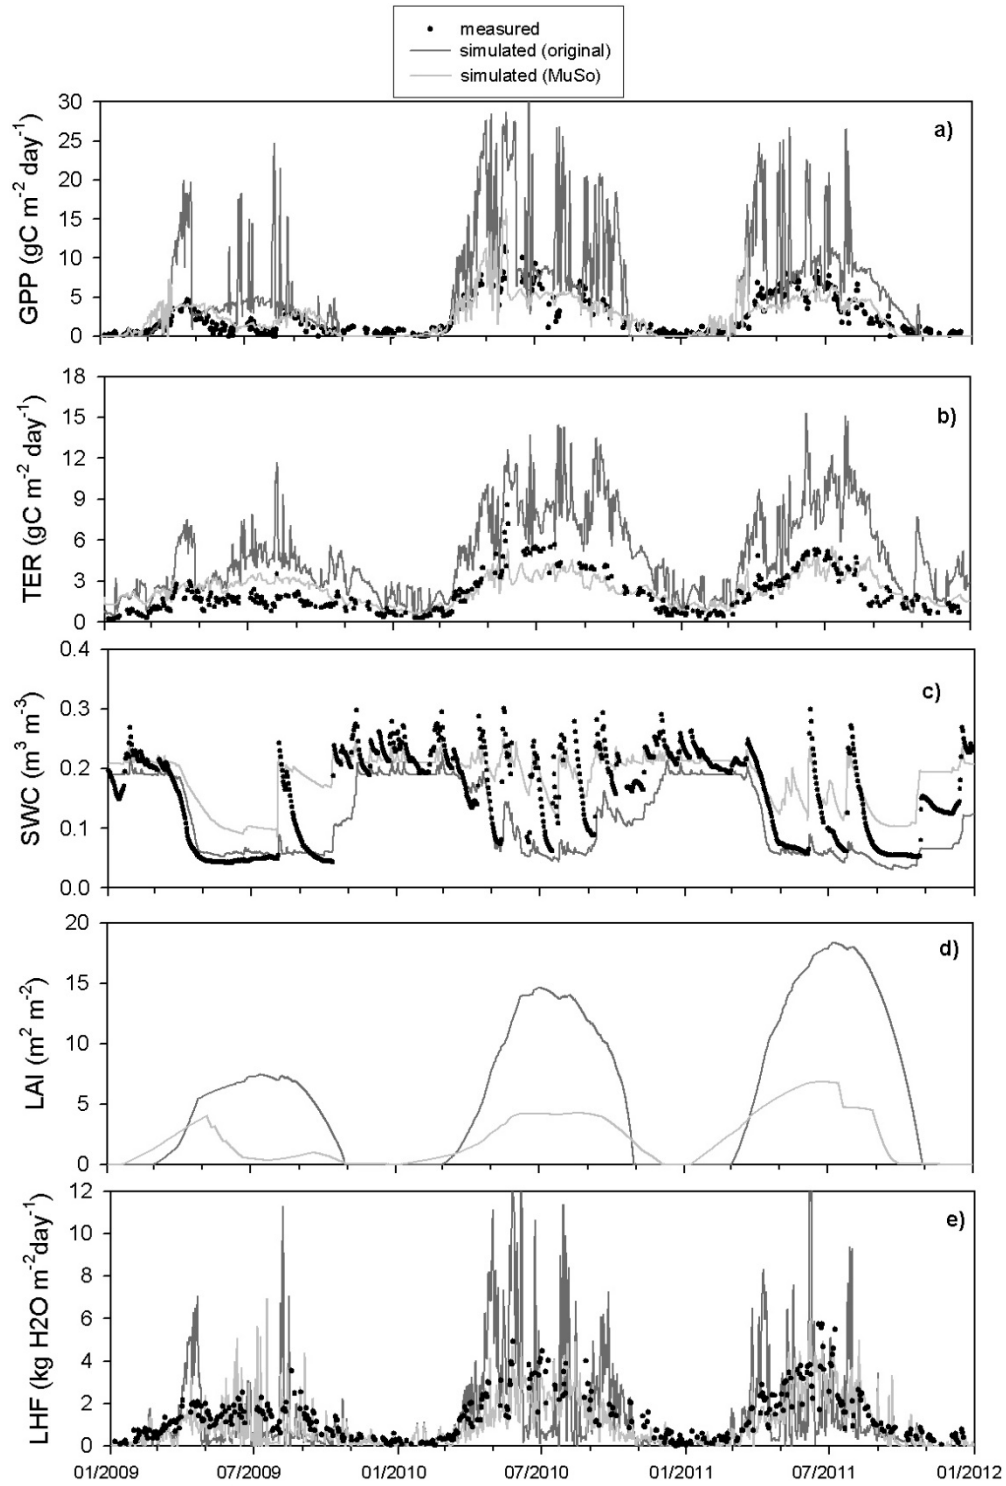 measured
simulated (original)
simulated (MuSo)
30
25
20
15
10
5
0
GPP (gC m⁻² day⁻¹)
a)
18
15
12
9
6
3
0
TER (gC m⁻² day⁻¹)
b)
0.4
0.3
0.2
0.1
0.0
SWC (m³ m⁻³)
c)
20
15
10
5
0
LAI (m² m⁻²)
d)
12
10
8
6
4
2
0
LHF (kg H2O m⁻²day⁻¹)
e)
01/2009 07/2009 01/2010 07/2010 01/2011 07/2011 01/2012